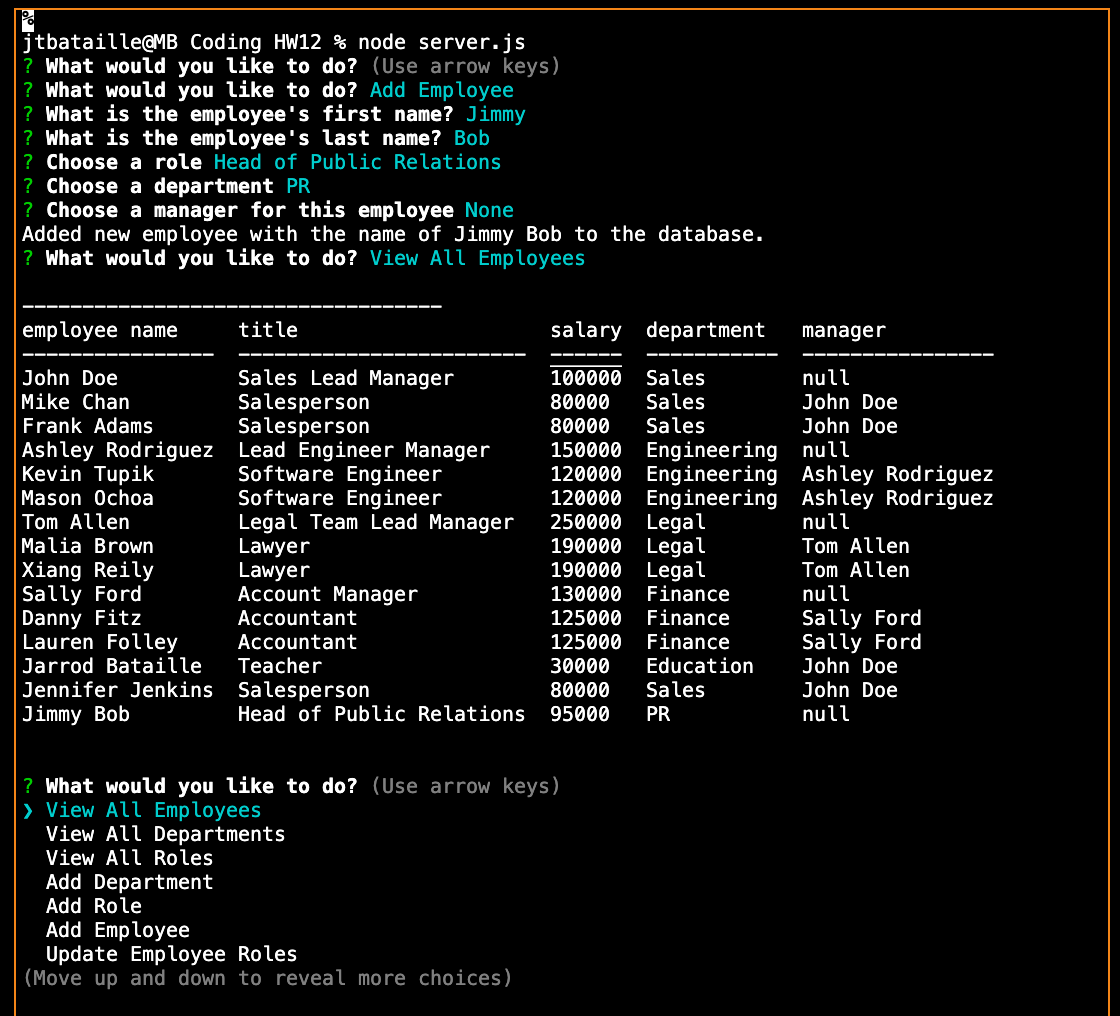 %
jtbataille@MB Coding HW12 % node server.js
? What would you like to do? (Use arrow keys)
? What would you like to do? Add Employee
? What is the employee's first name? Jimmy
? What is the employee's last name? Bob
? Choose a role Head of Public Relations
? Choose a department PR
? Choose a manager for this employee None
Added new employee with the name of Jimmy Bob to the database.
? What would you like to do? View All Employees
-----------------------------------
employee name     title                     salary  department   manager
----------------  ------------------------  ------  -----------  ----------------
John Doe          Sales Lead Manager        100000  Sales        null
Mike Chan         Salesperson               80000   Sales        John Doe
Frank Adams       Salesperson               80000   Sales        John Doe
Ashley Rodriguez  Lead Engineer Manager     150000  Engineering  null
Kevin Tupik       Software Engineer         120000  Engineering  Ashley Rodriguez
Mason Ochoa       Software Engineer         120000  Engineering  Ashley Rodriguez
Tom Allen         Legal Team Lead Manager   250000  Legal        null
Malia Brown       Lawyer                    190000  Legal        Tom Allen
Xiang Reily       Lawyer                    190000  Legal        Tom Allen
Sally Ford        Account Manager           130000  Finance      null
Danny Fitz        Accountant                125000  Finance      Sally Ford
Lauren Folley     Accountant                125000  Finance      Sally Ford
Jarrod Bataille   Teacher                   30000   Education    John Doe
Jennifer Jenkins  Salesperson               80000   Sales        John Doe
Jimmy Bob         Head of Public Relations  95000   PR           null
? What would you like to do? (Use arrow keys)
❯ View All Employees
  View All Departments
  View All Roles
  Add Department
  Add Role
  Add Employee
  Update Employee Roles
(Move up and down to reveal more choices)